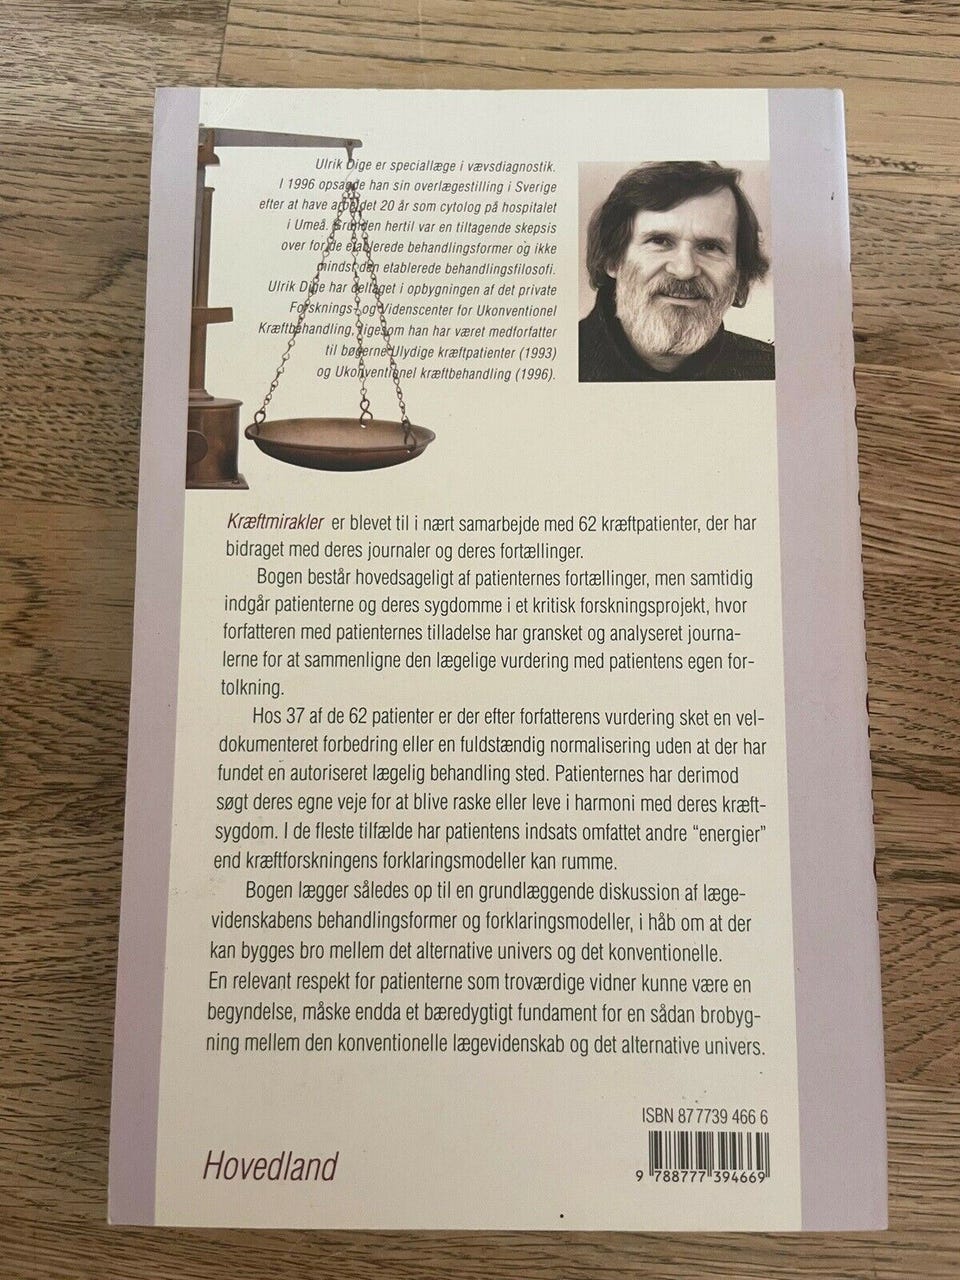 Ulrik Dige er speciallæge i vævsdiagnostik.
I 1996 opsagde han sin overlægestilling i Sverige
efter at have arbejdet 20 år som cytolog på hospitalet
i Umeå. Grunden hertil var en tiltagende skepsis
over for de etablerede behandlingsformer og ikke
mindst den etablerede behandlingsfilosofi.
Ulrik Dige har deltaget i opbygningen af det private
Forsknings- og Videnscenter for Ukonventionel
Kræftbehandling, ligesom han har været medforfatter
til bøgerne Ulydige kræftpatienter (1993)
og Ukonventionel kræftbehandling (1996).
Kræftmirakler er blevet til i nært samarbejde med 62 kræftpatienter, der har
bidraget med deres journaler og deres fortællinger.
Bogen består hovedsageligt af patienternes fortællinger, men samtidig
indgår patienterne og deres sygdomme i et kritisk forskningsprojekt, hvor
forfatteren med patienternes tilladelse har gransket og analyseret journa-
lerne for at sammenligne den lægelige vurdering med patientens egen for-
tolkning.
Hos 37 af de 62 patienter er der efter forfatterens vurdering sket en vel-
dokumenteret forbedring eller en fuldstændig normalisering uden at der har
fundet en autoriseret lægelig behandling sted. Patienternes har derimod
søgt deres egne veje for at blive raske eller leve i harmoni med deres kræft-
sygdom. I de fleste tilfælde har patientens indsats omfattet andre "energier"
end kræftforskningens forklaringsmodeller kan rumme.
Bogen lægger således op til en grundlæggende diskussion af læge-
videnskabens behandlingsformer og forklaringsmodeller, i håb om at der
kan bygges bro mellem det alternative univers og det konventionelle.
En relevant respekt for patienterne som troværdige vidner kunne være en
begyndelse, måske endda et bæredygtigt fundament for en sådan brobyg-
ning mellem den konventionelle lægevidenskab og det alternative univers.
ISBN 87 7739 466 6
Hovedland
9 788777 394669